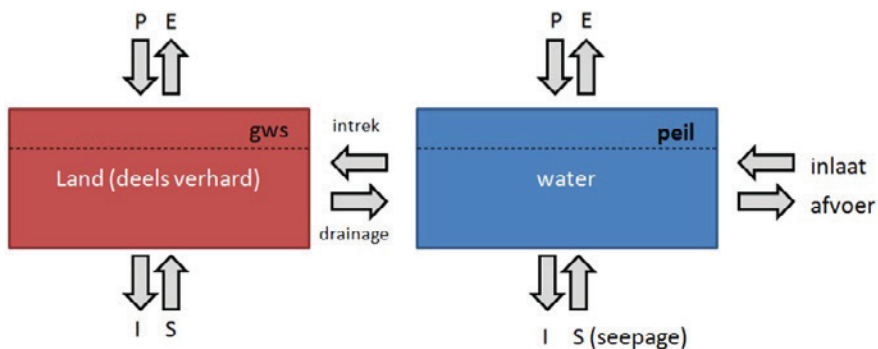 P E
P E
gws
intrek
peil
Land (deels verhard)
water
inlaat
afvoer
drainage
I S
I S (seepage)